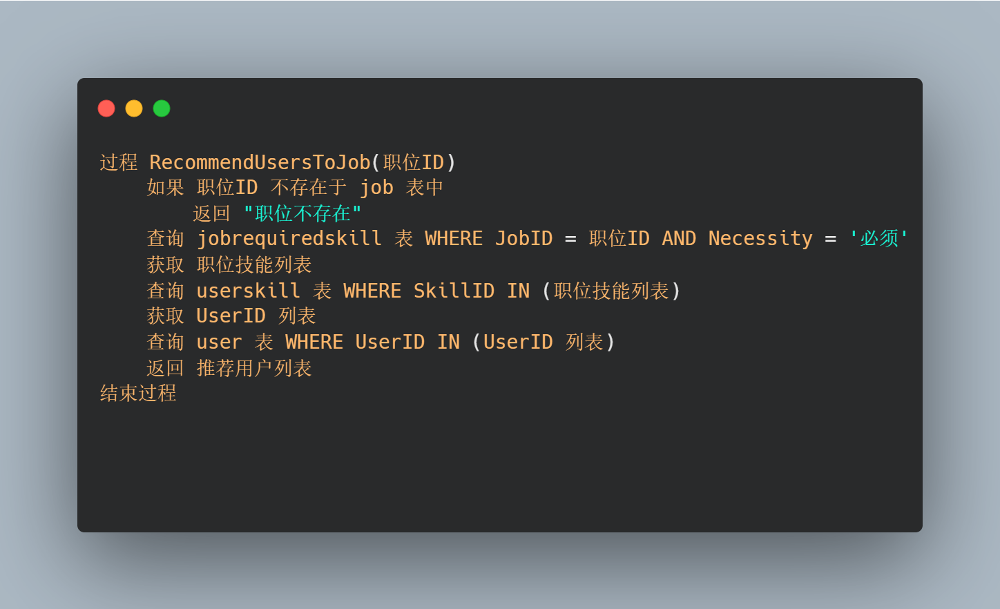 过程 RecommendUsersToJob(职位ID)
    如果 职位ID 不存在于 job 表中
        返回 "职位不存在"
    查询 jobrequiredskill 表 WHERE JobID = 职位ID AND Necessity = '必须'
    获取 职位技能列表
    查询 userskill 表 WHERE SkillID IN (职位技能列表)
    获取 UserID 列表
    查询 user 表 WHERE UserID IN (UserID 列表)
    返回 推荐用户列表
结束过程